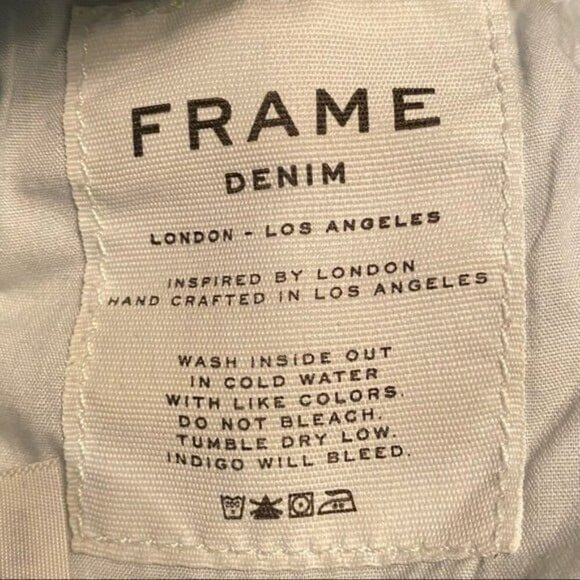 FRAME
DENIM
LONDON - LOS ANGELES
INSPIRED BY LONDON
HAND CRAFTED IN LOS ANGELES
WASH INSIDE OUT
IN COLD WATER
WITH LIKE COLORS.
DO NOT BLEACH.
TUMBLE DRY LOW.
INDIGO WILL BLEED.